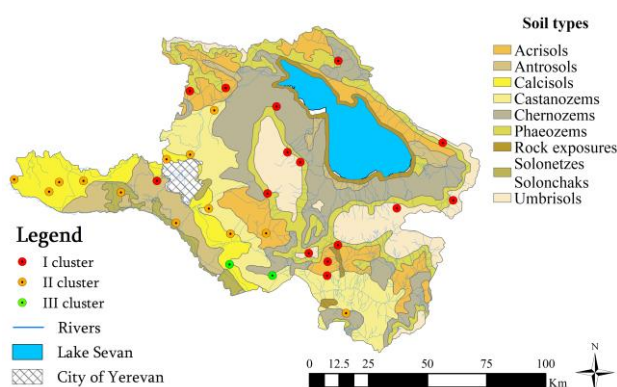 Soil types
Acrisols
Antrosols
Calcisols
Castanozems
Chernozems
Phaeozems
Rock exposures
Solonetzes
Solonchaks
Umbrisols
Legend
I cluster
II cluster
III cluster
Rivers
Lake Sevan
City of Yerevan
0 12.5 25 50 75 100
Km
N